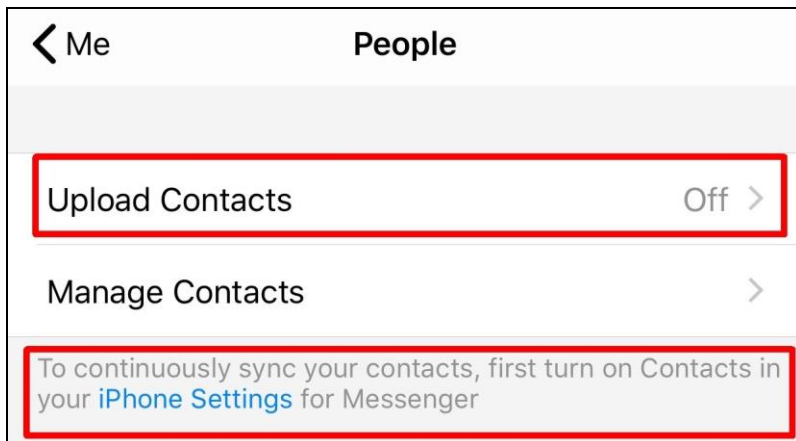 Me People
Upload Contacts Off
Manage Contacts
To continuously sync your contacts, first turn on Contacts in
your iPhone Settings for Messenger